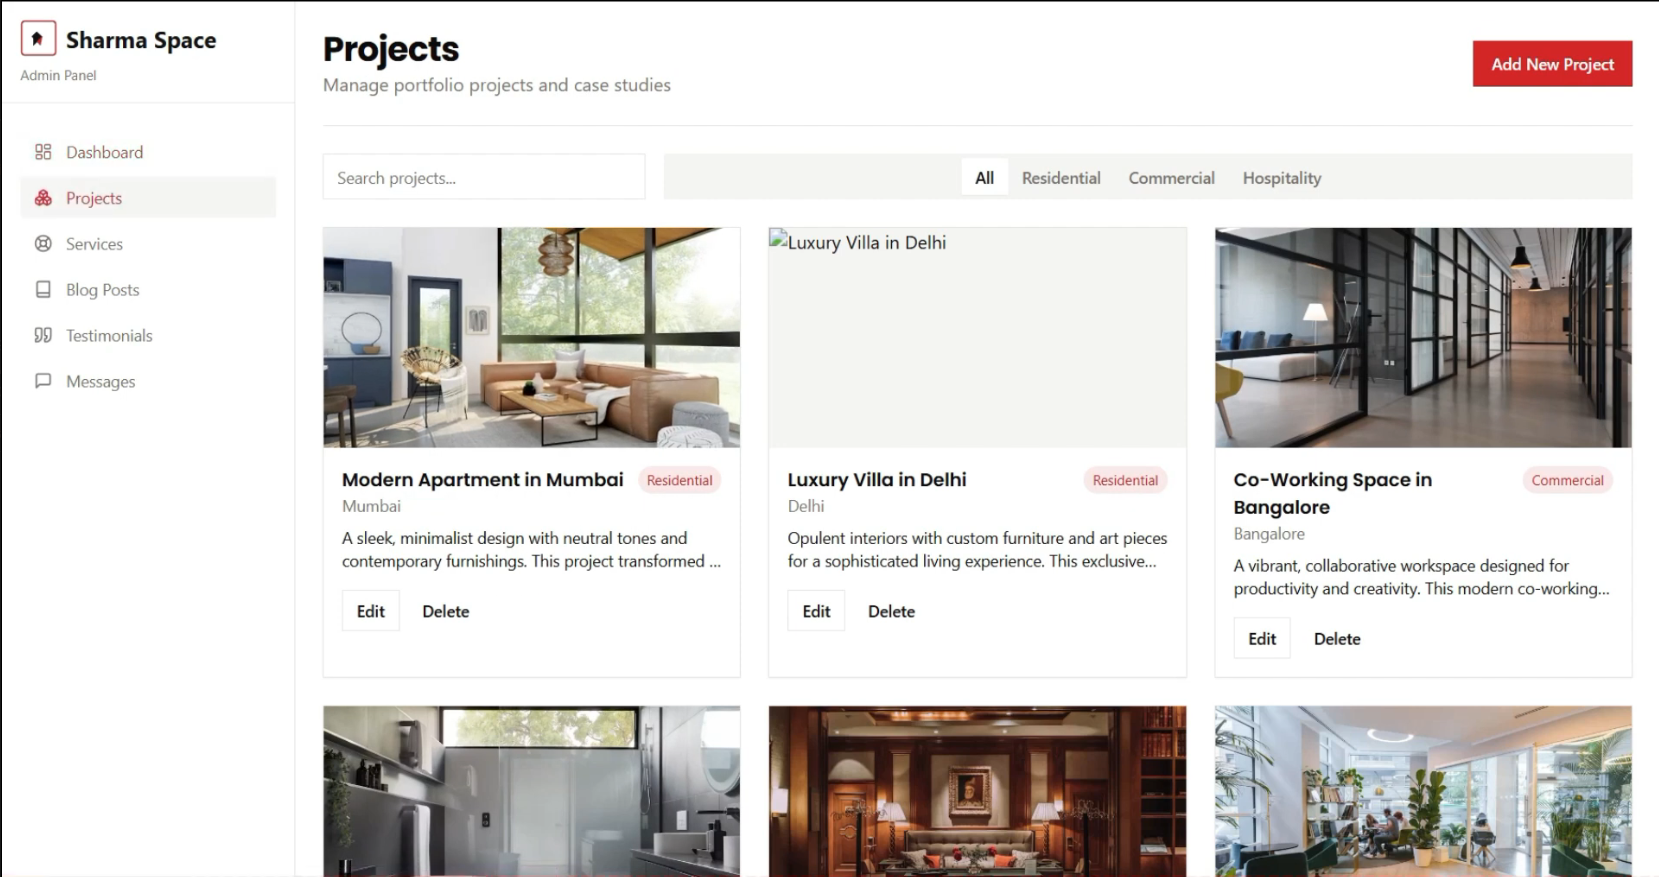 Sharma Space
Admin Panel
Dashboard
Projects
Services
Blog Posts
Testimonials
Messages
Projects
Manage portfolio projects and case studies
Add New Project
Search projects...
All Residential Commercial Hospitality
Modern Apartment in Mumbai Residential
Mumbai
A sleek, minimalist design with neutral tones and
contemporary furnishings. This project transformed ...
Edit Delete
Luxury Villa in Delhi
Luxury Villa in Delhi Residential
Delhi
Opulent interiors with custom furniture and art pieces
for a sophisticated living experience. This exclusive...
Edit Delete
Co-Working Space in Commercial
Bangalore
Bangalore
A vibrant, collaborative workspace designed for
productivity and creativity. This modern co-working...
Edit Delete